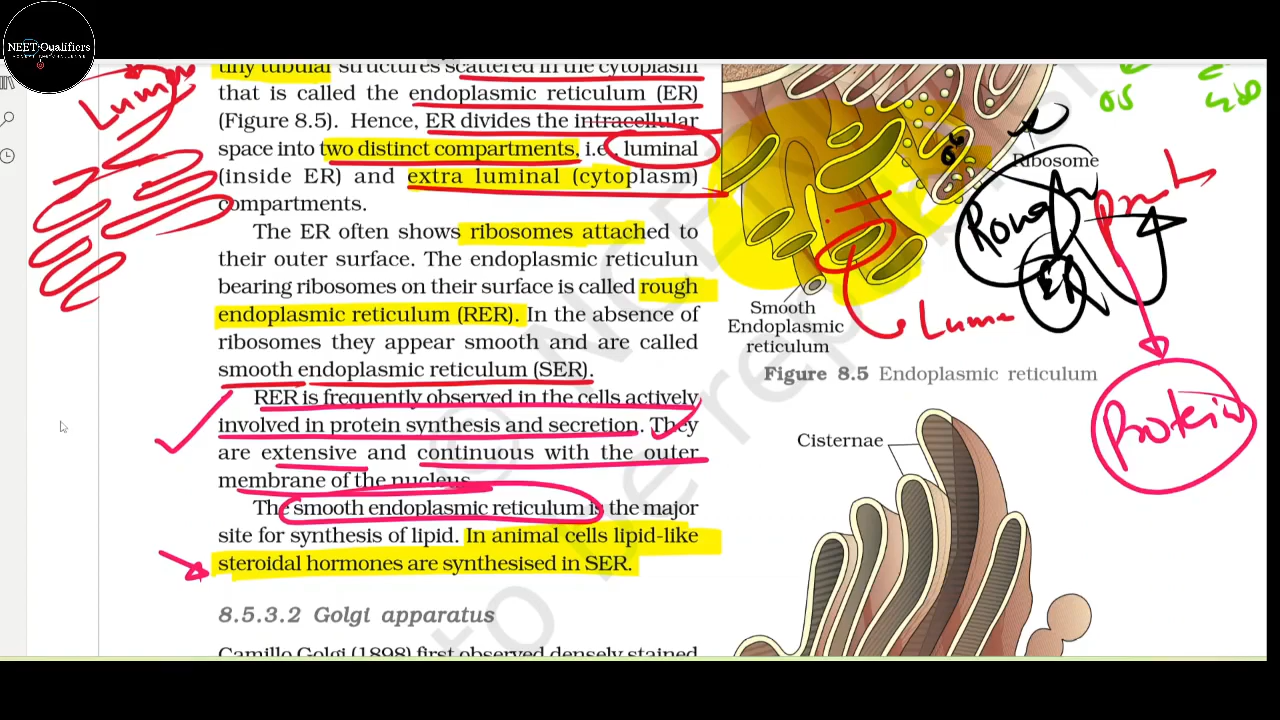 NEET Qualifiers
tiny tubular structures scattered in the cytoplasm
that is called the endoplasmic reticulum (ER)
(Figure 8.5). Hence, ER divides the intracellular
space into two distinct compartments, i.e., luminal
(inside ER) and extra luminal (cytoplasm)
compartments.
The ER often shows ribosomes attached to
their outer surface. The endoplasmic reticulun
bearing ribosomes on their surface is called rough
endoplasmic reticulum (RER). In the absence of
ribosomes they appear smooth and are called
smooth endoplasmic reticulum (SER).
RER is frequently observed in the cells actively
involved in protein synthesis and secretion. They
are extensive and continuous with the outer
membrane of the nucleus.
The smooth endoplasmic reticulum is the major
site for synthesis of lipid. In animal cells lipid-like
steroidal hormones are synthesised in SER.
8.5.3.2 Golgi apparatus
Camillo Golgi (1898) first observed densely stained
Ribosome
Rough
ER
Protein
Smooth
Endoplasmic
reticulum
Figure 8.5 Endoplasmic reticulum
Cisternae
© NCERT
to be rep